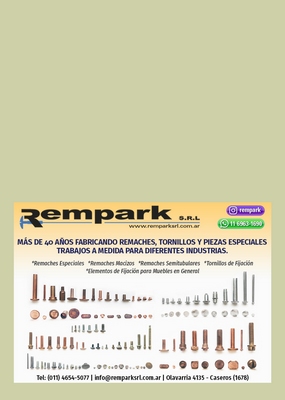 Rempark S.R.L
rempark
11 6963-1698
www.remparkarl.com.ar
MÁS DE 40 AÑOS FABRICANDO REMACHES, TORNILLOS Y PIEZAS ESPECIALES
TRABAJOS A MEDIDA PARA DIFERENTES INDUSTRIAS.
*Remaches Especiales *Remaches Macizos *Remaches Semitubulares *Tornillos de Fijación
*Elementos de Fijación para Muebles en General
Tel: (011) 4654-5077 | info@remparksrl.com.ar | Olavarría 4135 - Caseros (1678)